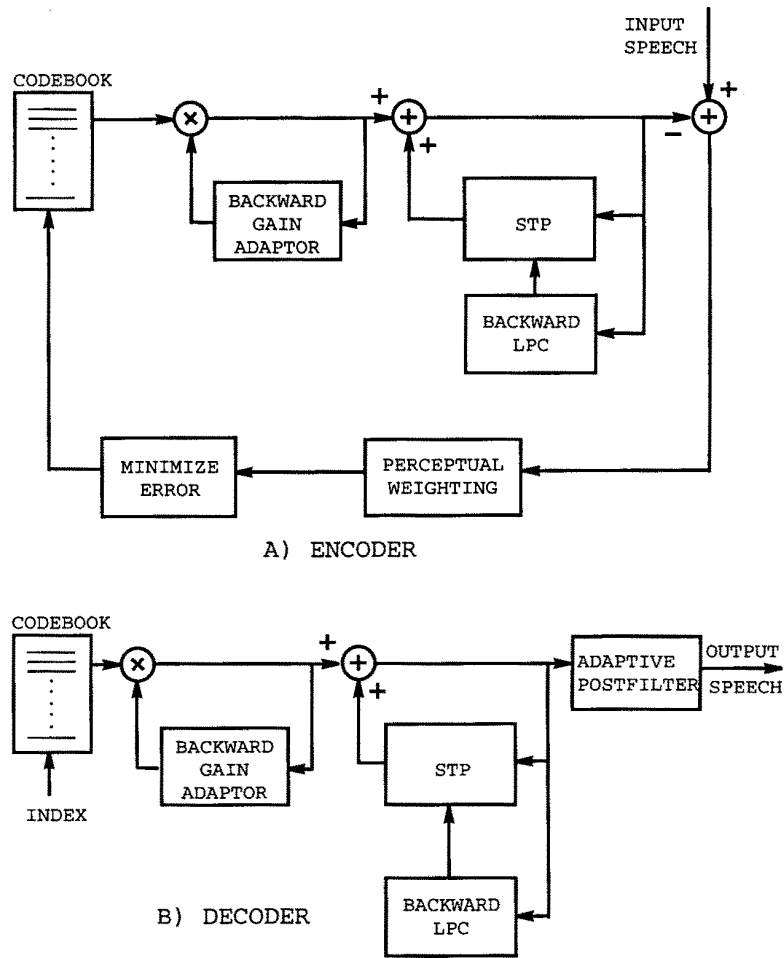 INPUT
SPEECH
CODEBOOK
+
×
+
+
+
−
+
BACKWARD
GAIN
ADAPTOR
STP
BACKWARD
LPC
MINIMIZE
ERROR
PERCEPTUAL
WEIGHTING
A) ENCODER
CODEBOOK
×
+
+
+
ADAPTIVE
POSTFILTER
OUTPUT
SPEECH
BACKWARD
GAIN
ADAPTOR
STP
INDEX
BACKWARD
LPC
B) DECODER